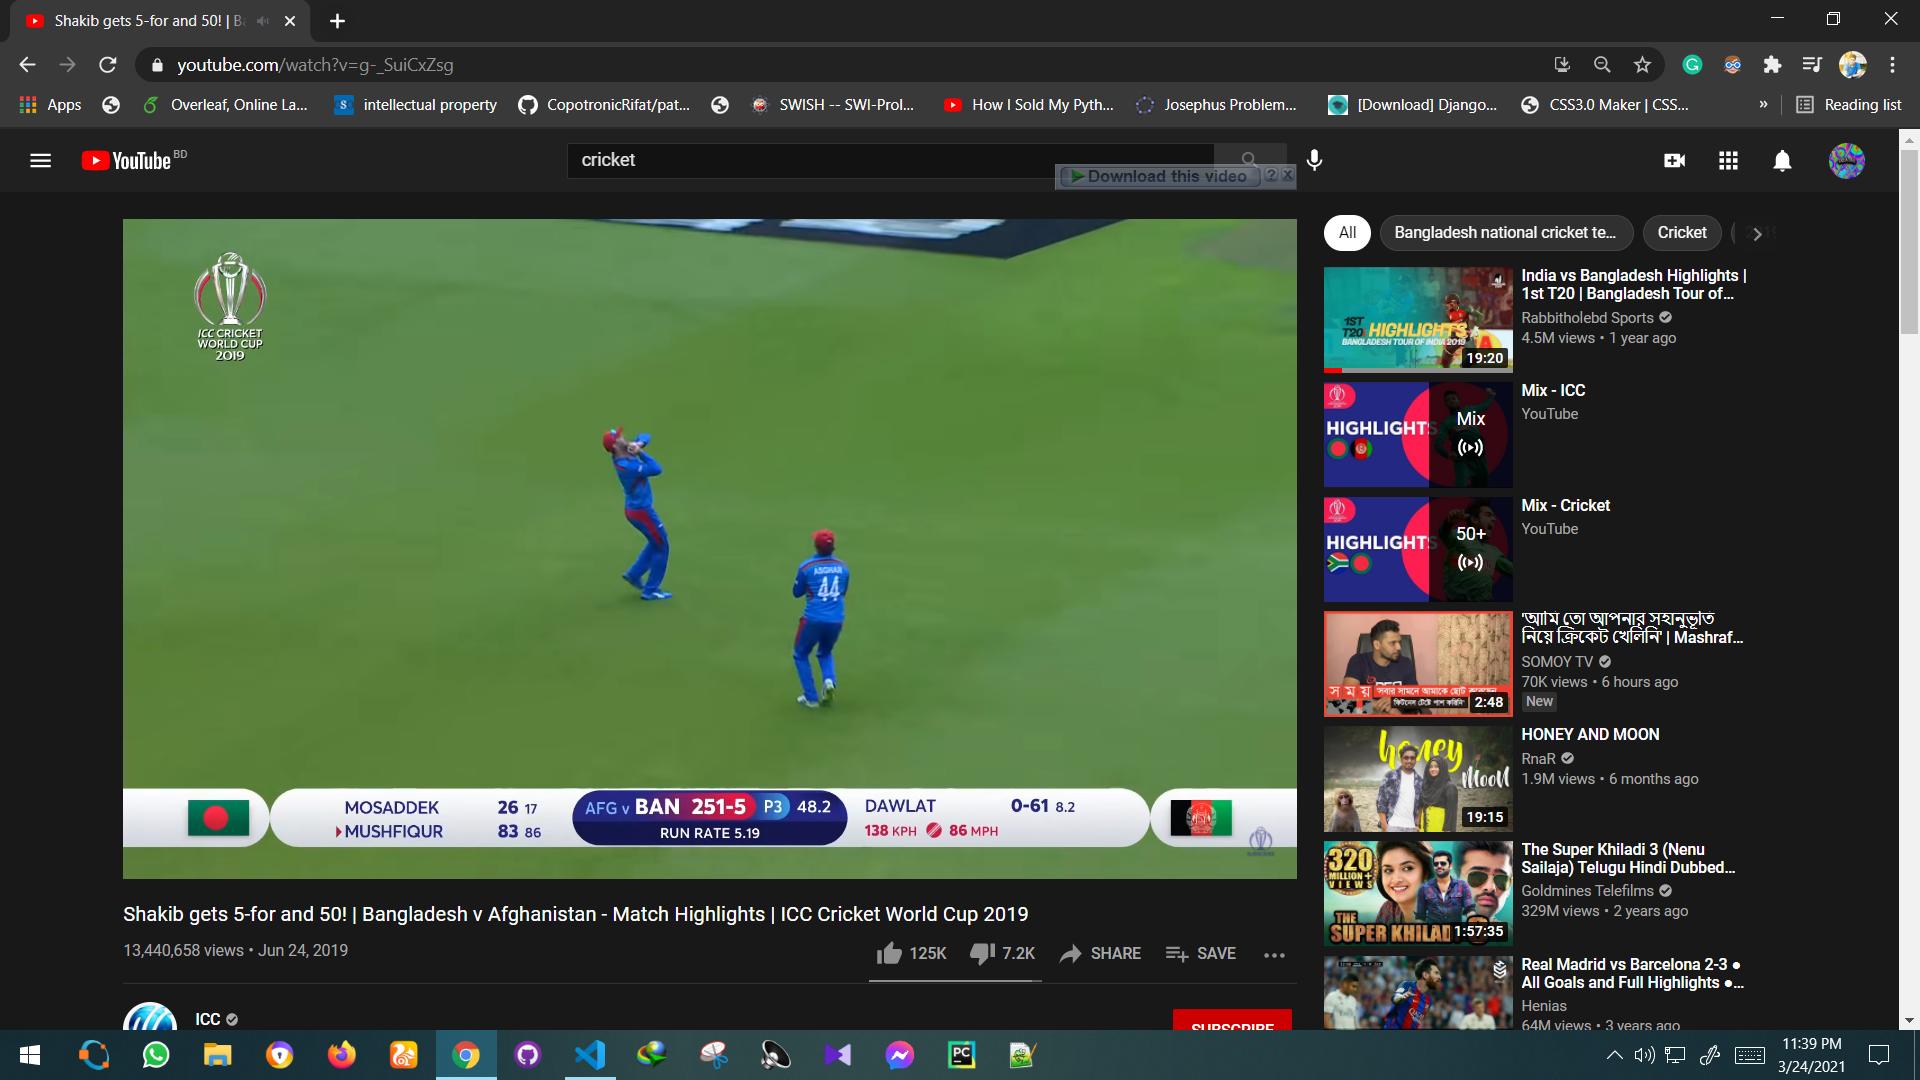 Shakib gets 5-for and 50! | B
youtube.com/watch?v=g-_SuiCxZsg
Apps
Overleaf, Online La...
intellectual property
CopotronicRifat/pat...
SWISH -- SWI-Prol...
How I Sold My Pyth...
Josephus Problem...
[Download] Django...
CSS3.0 Maker | CSS...
»
Reading list
YouTube BD
cricket
Download this video
ICC CRICKET
WORLD CUP
2019
ASGHAR
44
MOSADDEK 26 17
MUSHFIQUR 83 86
AFG v BAN 251-5 P3 48.2
RUN RATE 5.19
DAWLAT 0-61 8.2
138 KPH 86 MPH
Shakib gets 5-for and 50! | Bangladesh v Afghanistan - Match Highlights | ICC Cricket World Cup 2019
13,440,658 views • Jun 24, 2019
125K
7.2K
SHARE
SAVE
ICC
SUBSCRIBE
All
Bangladesh national cricket te...
Cricket
1ST
T20 HIGHLIGHTS
BANGLADESH TOUR OF INDIA 2019
19:20
India vs Bangladesh Highlights |
1st T20 | Bangladesh Tour of...
Rabbitholebd Sports
4.5M views • 1 year ago
HIGHLIGHTS
Mix
Mix - ICC
YouTube
HIGHLIGHTS
50+
Mix - Cricket
YouTube
সময়
2:48
'আমি তো আপনার সহানুভূতি
নিয়ে ক্রিকেট খেলিনি' | Mashraf...
SOMOY TV
70K views • 6 hours ago
New
honey
Moon
19:15
HONEY AND MOON
RnaR
1.9M views • 6 months ago
320
MILLION+
VIEWS
THE
SUPER KHILAD
1:57:35
The Super Khiladi 3 (Nenu
Sailaja) Telugu Hindi Dubbed...
Goldmines Telefilms
329M views • 2 years ago
Real Madrid vs Barcelona 2-3 ●
All Goals and Full Highlights ●...
Henias
64M views • 3 years ago
PC
11:39 PM
3/24/2021